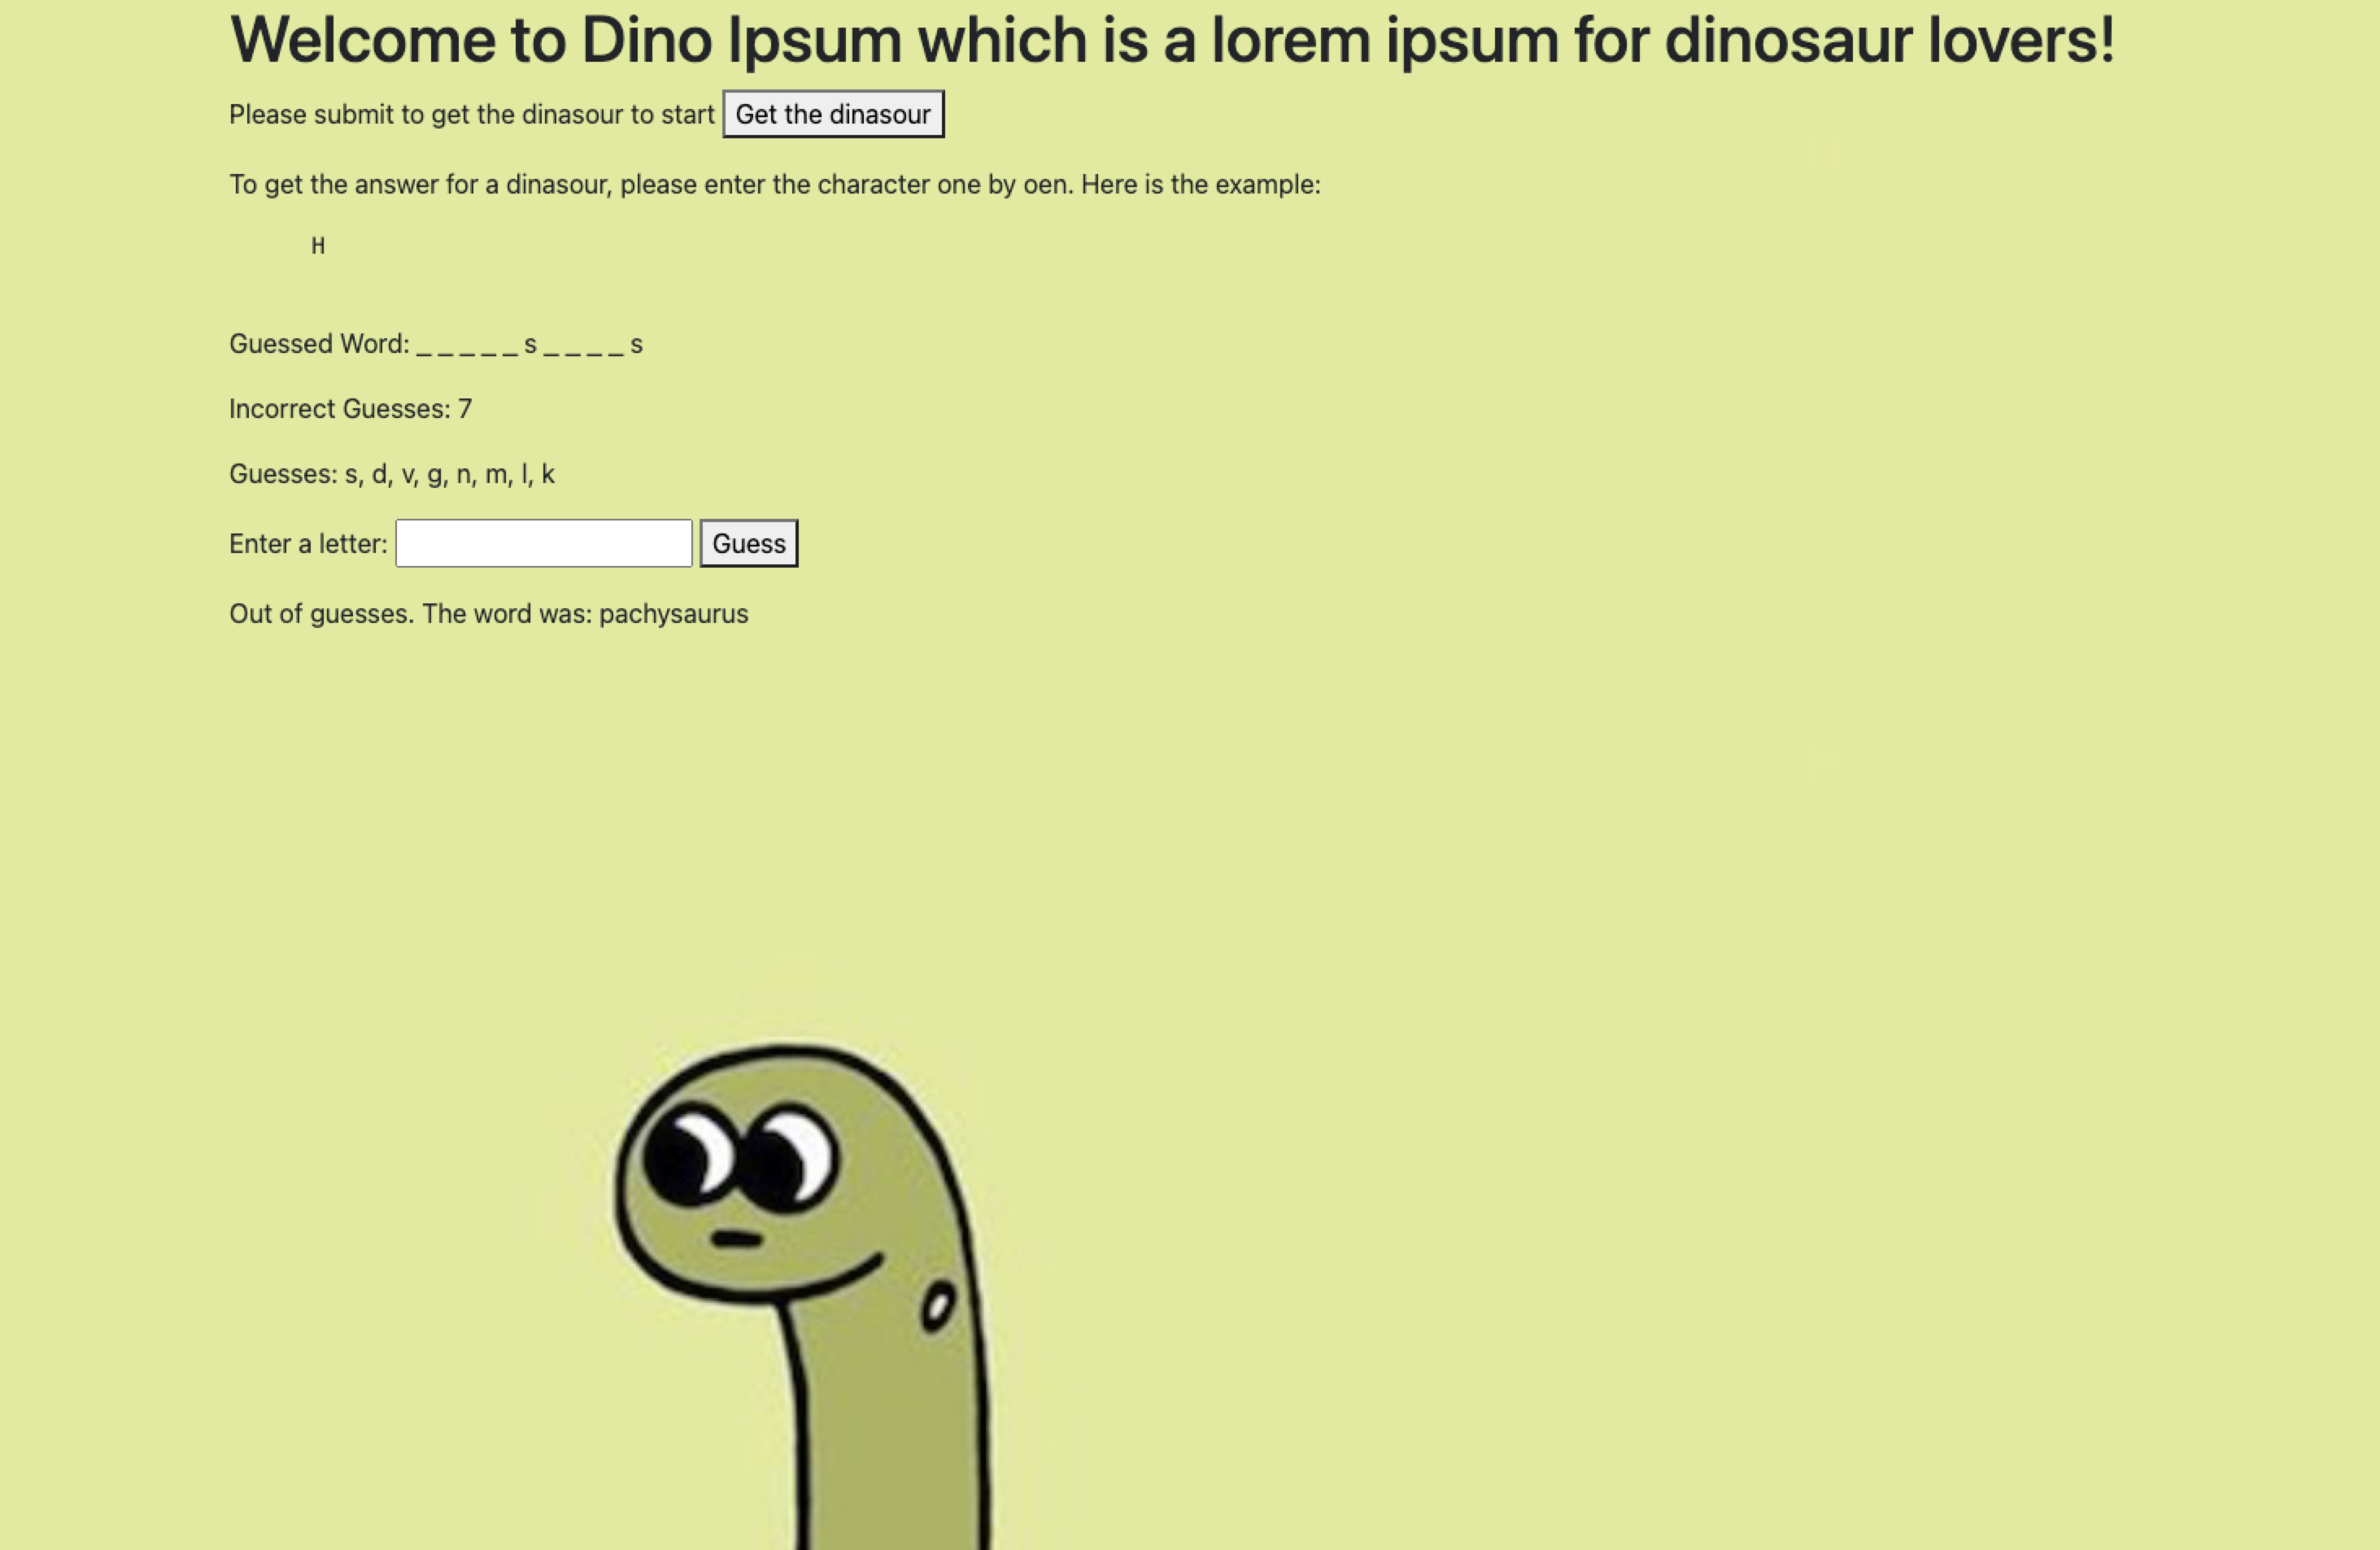 Welcome to Dino Ipsum which is a lorem ipsum for dinosaur lovers!
Please submit to get the dinasour to start Get the dinasour
To get the answer for a dinasour, please enter the character one by oen. Here is the example:
H
Guessed Word: _ _ _ _ _ s _ _ _ _ s
Incorrect Guesses: 7
Guesses: s, d, v, g, n, m, l, k
Enter a letter: Guess
Out of guesses. The word was: pachysaurus